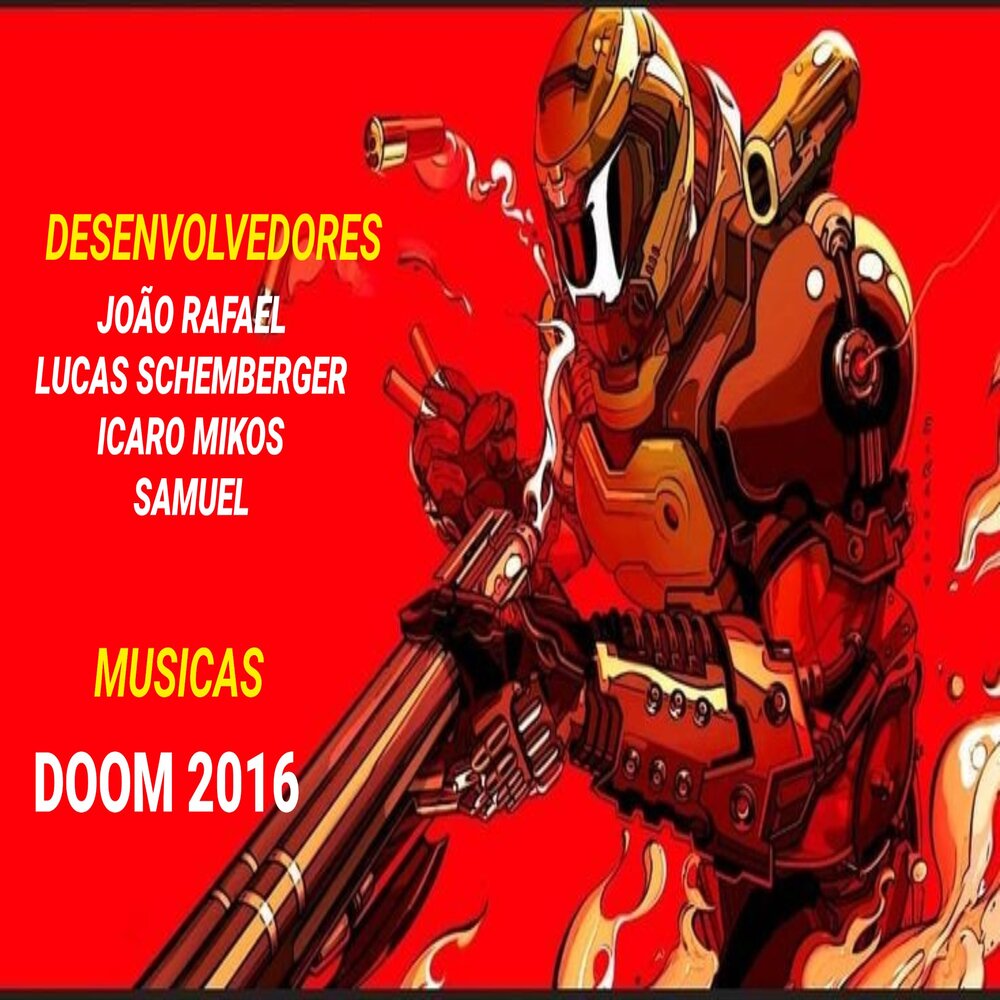 DESENVOLVEDORES
JOÃO RAFAEL
LUCAS SCHEMBERGER
ICARO MIKOS
SAMUEL
MUSICAS
DOOM 2016